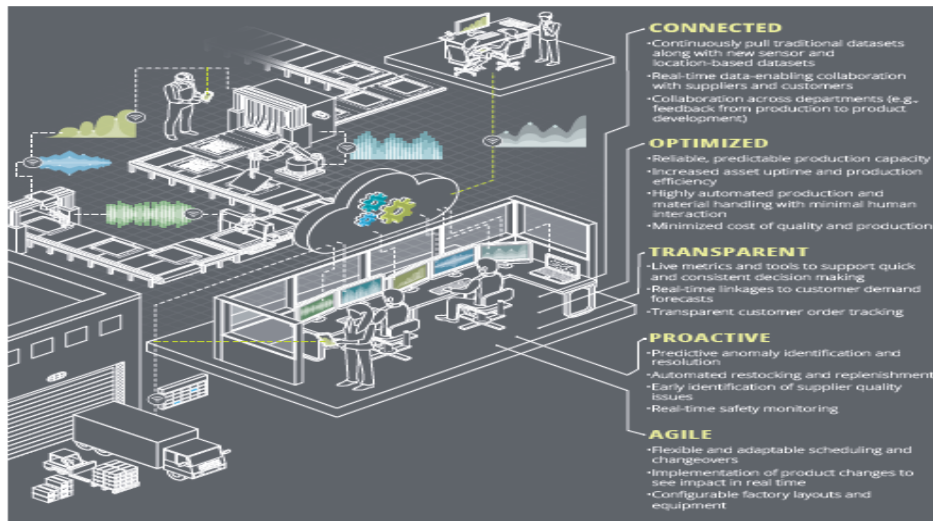 CONNECTED
•Continuously pull traditional datasets
along with new sensor and
location-based datasets
•Real-time data-enabling collaboration
with suppliers and customers
•Collaboration across departments (e.g.,
feedback from production to product
development)
OPTIMIZED
•Reliable, predictable production capacity
•Increased asset uptime and production
efficiency
•Highly automated production and
material handling with minimal human
interaction
•Minimized cost of quality and production
TRANSPARENT
•Live metrics and tools to support quick
and consistent decision making
•Real-time linkages to customer demand
forecasts
•Transparent customer order tracking
PROACTIVE
•Predictive anomaly identification and
resolution
•Automated restocking and replenishment
•Early identification of supplier quality
issues
•Real-time safety monitoring
AGILE
•Flexible and adaptable scheduling and
changeovers
•Implementation of product changes to
see impact in real time
•Configurable factory layouts and
equipment